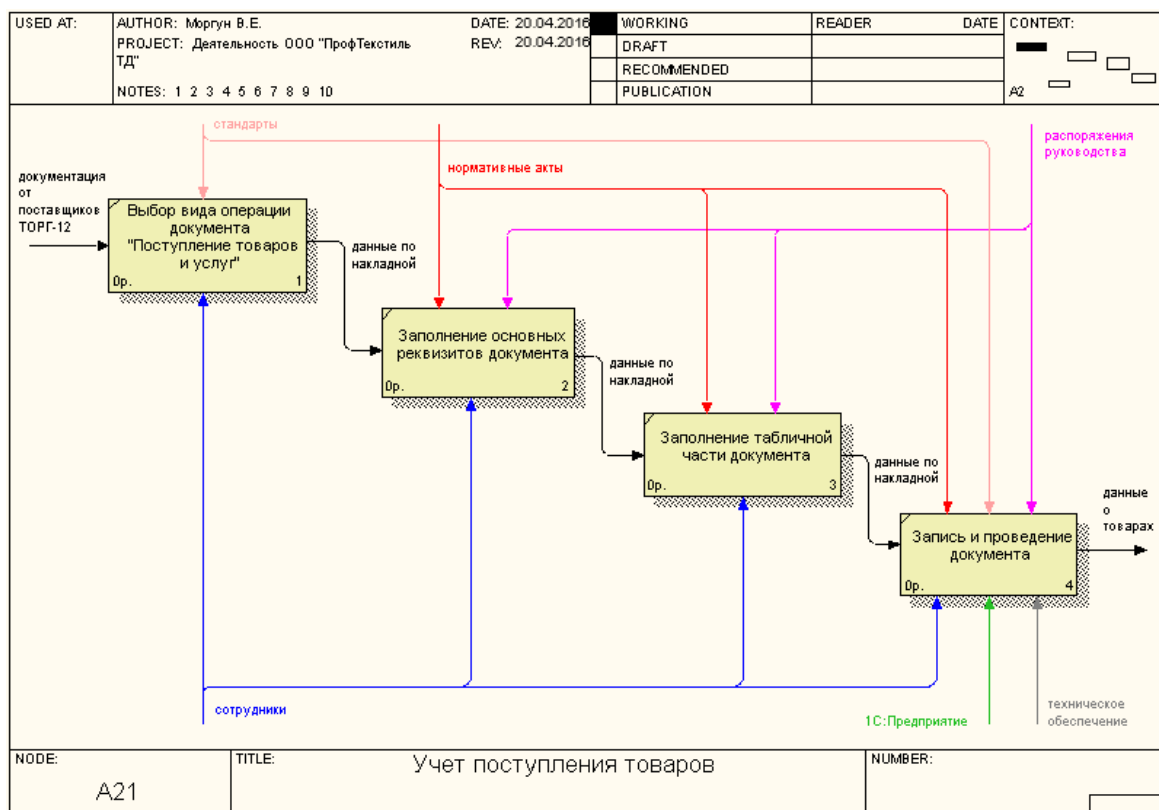 USED AT:
AUTHOR: Моргун В.Е.
DATE: 20.04.2016
PROJECT: Деятельность ООО "ПрофТекстиль
ТД"
REV: 20.04.2016
NOTES: 1 2 3 4 5 6 7 8 9 10
WORKING
DRAFT
RECOMMENDED
PUBLICATION
READER
DATE
CONTEXT:
A2
стандарты
нормативные акты
распоряжения
руководства
документация
от
поставщиков
ТОРГ-12
Выбор вида операции
документа
"Поступление товаров
и услуг"
0р.
1
данные по
накладной
Заполнение основных
реквизитов документа
0р.
2
данные по
накладной
Заполнение табличной
части документа
0р.
3
данные по
накладной
Запись и проведение
документа
0р.
4
данные
о
товарах
сотрудники
1С:Предприятие
техническое
обеспечение
NODE:
A21
TITLE:
Учет поступления товаров
NUMBER: